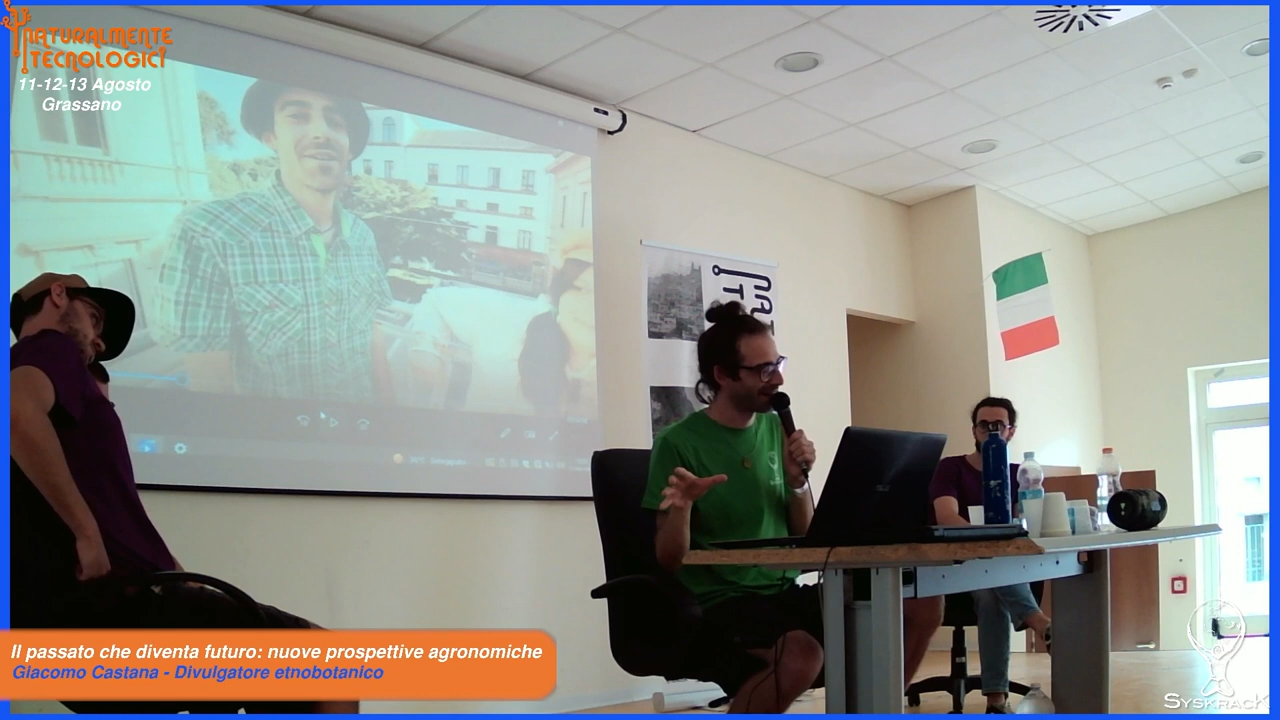 NATURALMENTE
TECNOLOGICI
11-12-13 Agosto
Grassano
Il passato che diventa futuro: nuove prospettive agronomiche
Giacomo Castana - Divulgatore etnobotanico
SYSKRACK